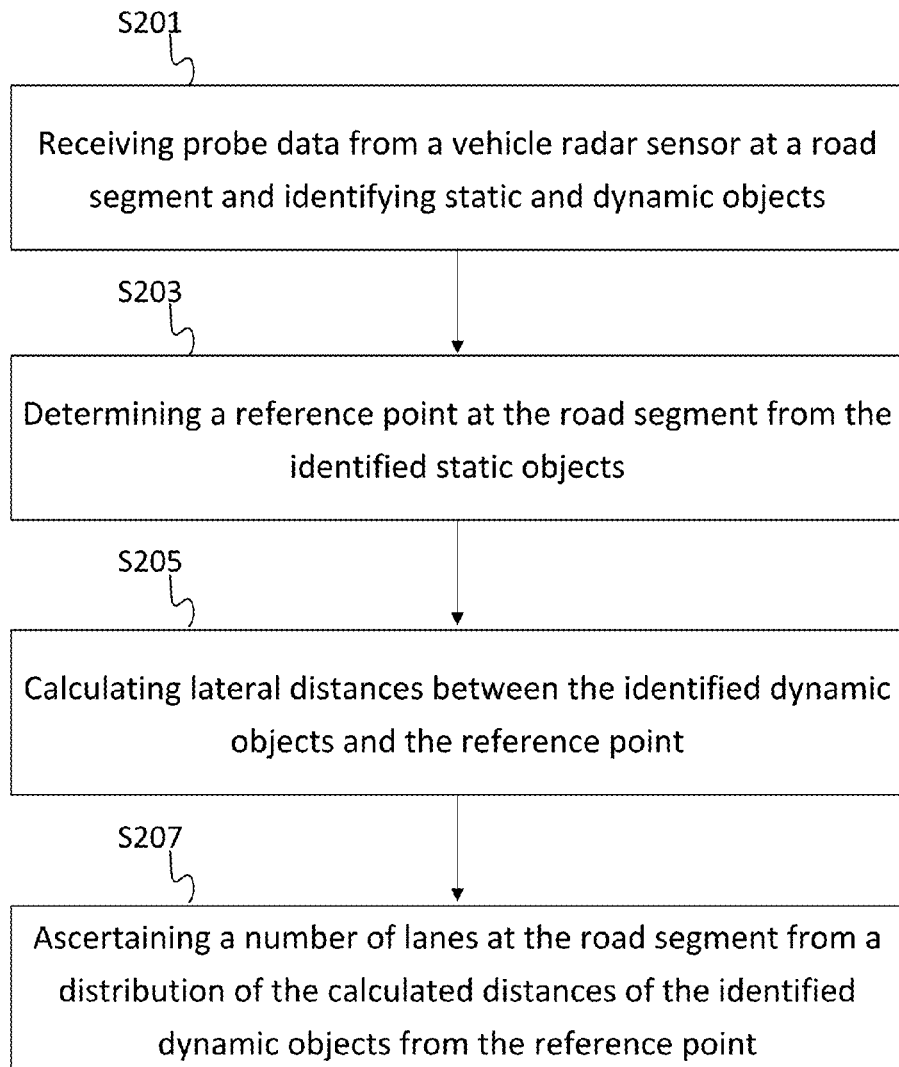 S201
Receiving probe data from a vehicle radar sensor at a road
segment and identifying static and dynamic objects
S203
Determining a reference point at the road segment from the
identified static objects
S205
Calculating lateral distances between the identified dynamic
objects and the reference point
S207
Ascertaining a number of lanes at the road segment from a
distribution of the calculated distances of the identified
dynamic objects from the reference point